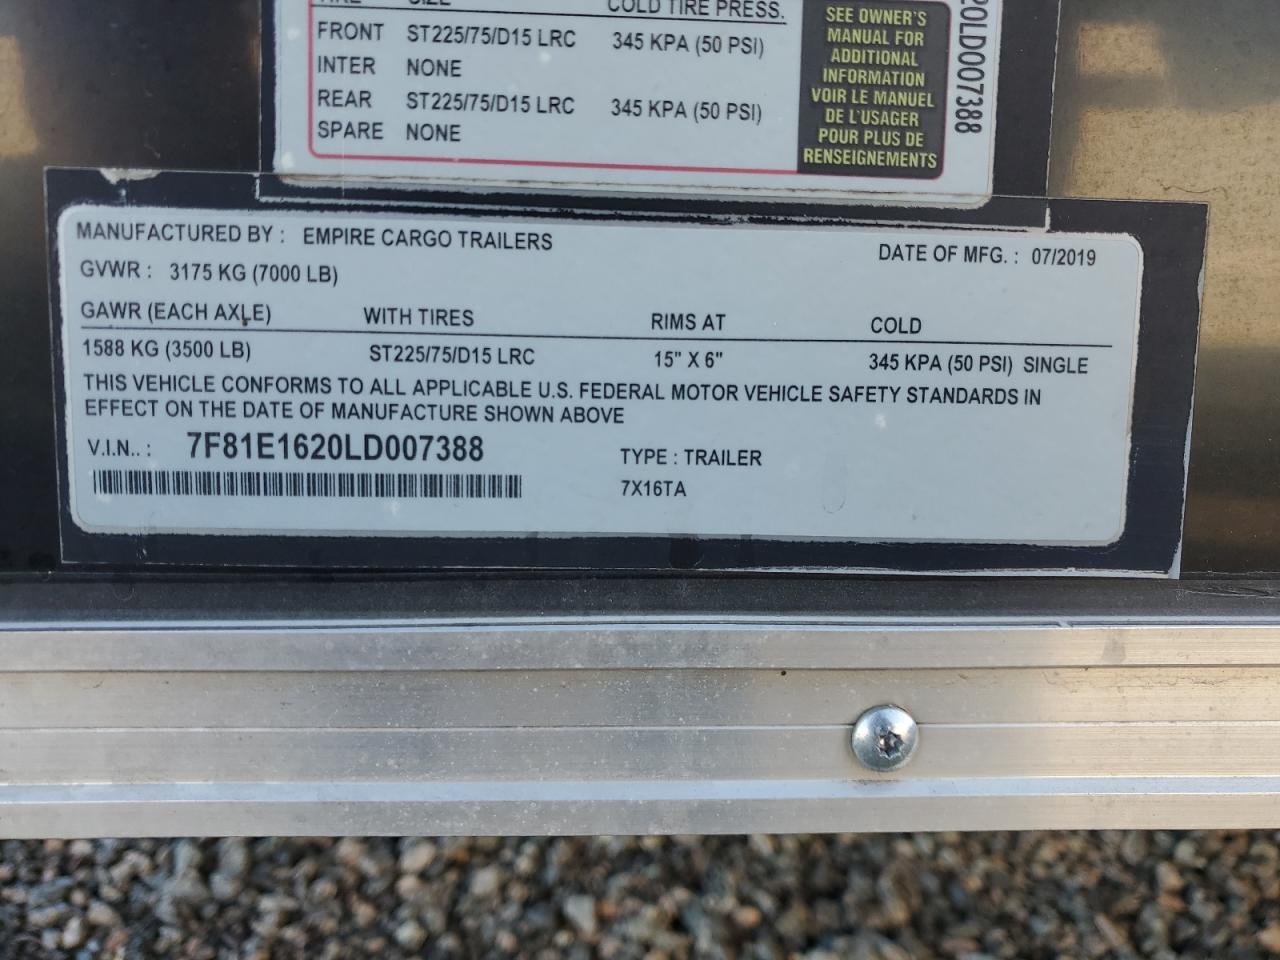 TIRE SIZE COLD TIRE PRESS.
FRONT ST225/75/D15 LRC 345 KPA (50 PSI)
INTER NONE
REAR ST225/75/D15 LRC 345 KPA (50 PSI)
SPARE NONE
SEE OWNER'S
MANUAL FOR
ADDITIONAL
INFORMATION
VOIR LE MANUEL
DE L'USAGER
POUR PLUS DE
RENSEIGNEMENTS
20LD007388
MANUFACTURED BY : EMPIRE CARGO TRAILERS DATE OF MFG. : 07/2019
GVWR : 3175 KG (7000 LB)
GAWR (EACH AXLE) WITH TIRES RIMS AT COLD
1588 KG (3500 LB) ST225/75/D15 LRC 15" X 6" 345 KPA (50 PSI) SINGLE
THIS VEHICLE CONFORMS TO ALL APPLICABLE U.S. FEDERAL MOTOR VEHICLE SAFETY STANDARDS IN
EFFECT ON THE DATE OF MANUFACTURE SHOWN ABOVE
V.I.N.. : 7F81E1620LD007388 TYPE : TRAILER
7X16TA